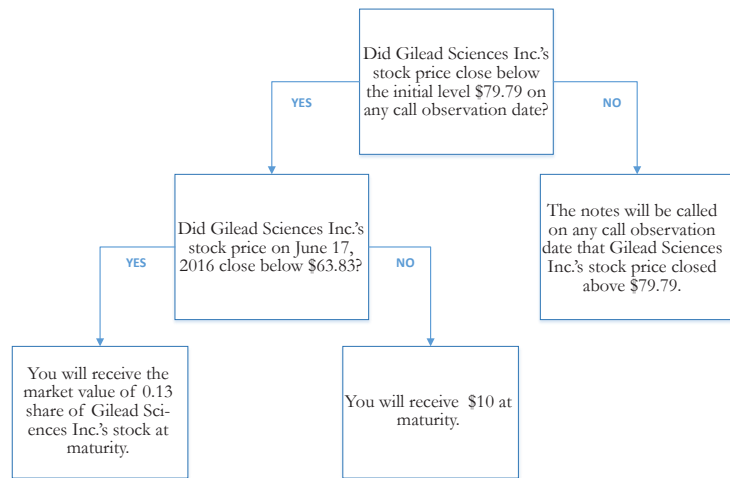 Did Gilead Sciences Inc.'s
stock price close below
the initial level $79.79 on
any call observation date?
YES
NO
Did Gilead Sciences Inc.'s
stock price on June 17,
2016 close below $63.83?
The notes will be called
on any call observation
date that Gilead Sciences
Inc.'s stock price closed
above $79.79.
YES
NO
You will receive the
market value of 0.13
share of Gilead Sci-
ences Inc.'s stock at
maturity.
You will receive $10 at
maturity.